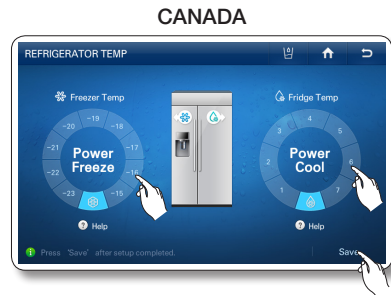 CANADA
REFRIGERATOR TEMP
Freezer Temp
Fridge Temp
-19
-20
-18
-21
-17
-22
-16
-23
-15
Power
Freeze
4
3
5
2
6
1
7
Power
Cool
? Help
? Help
i Press 'Save' after setup completed.
Save